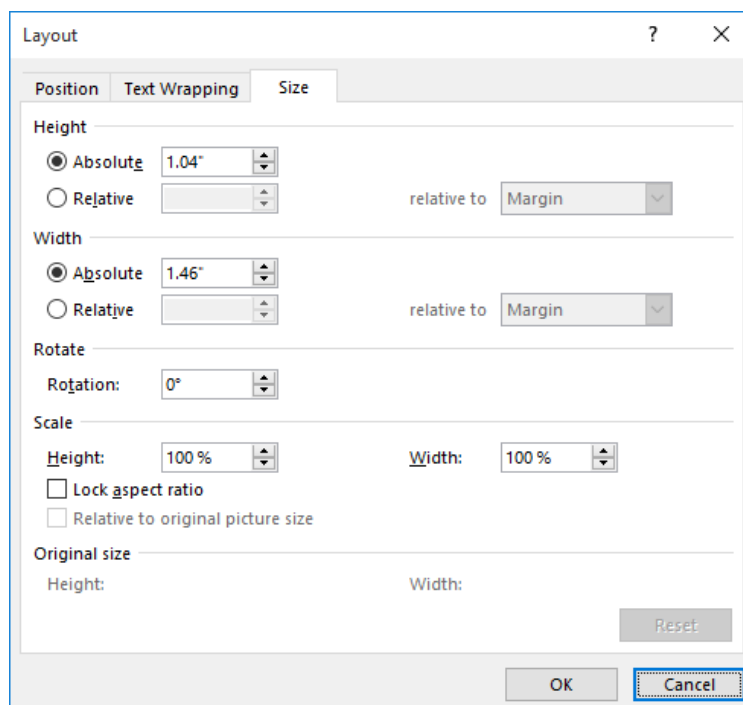 Layout ?
Position Text Wrapping Size
Height
Absolute 1.04"
Relative relative to Margin
Width
Absolute 1.46"
Relative relative to Margin
Rotate
Rotation: 0°
Scale
Height: 100 % Width: 100 %
Lock aspect ratio
Relative to original picture size
Original size
Height: Width:
Reset
OK Cancel